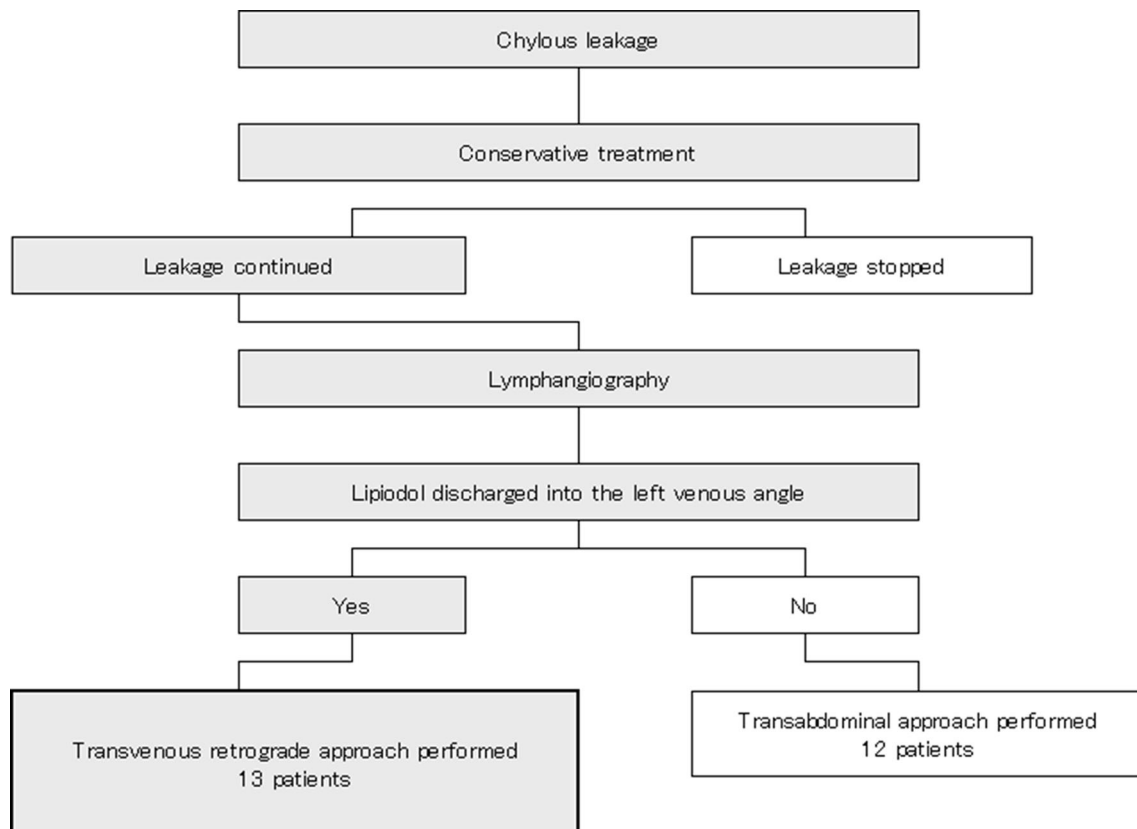 Chylous leakage
Conservative treatment
Leakage continued
Leakage stopped
Lymphangiography
Lipiodol discharged into the left venous angle
Yes
No
Transvenous retrograde approach performed
13 patients
Transabdominal approach performed
12 patients